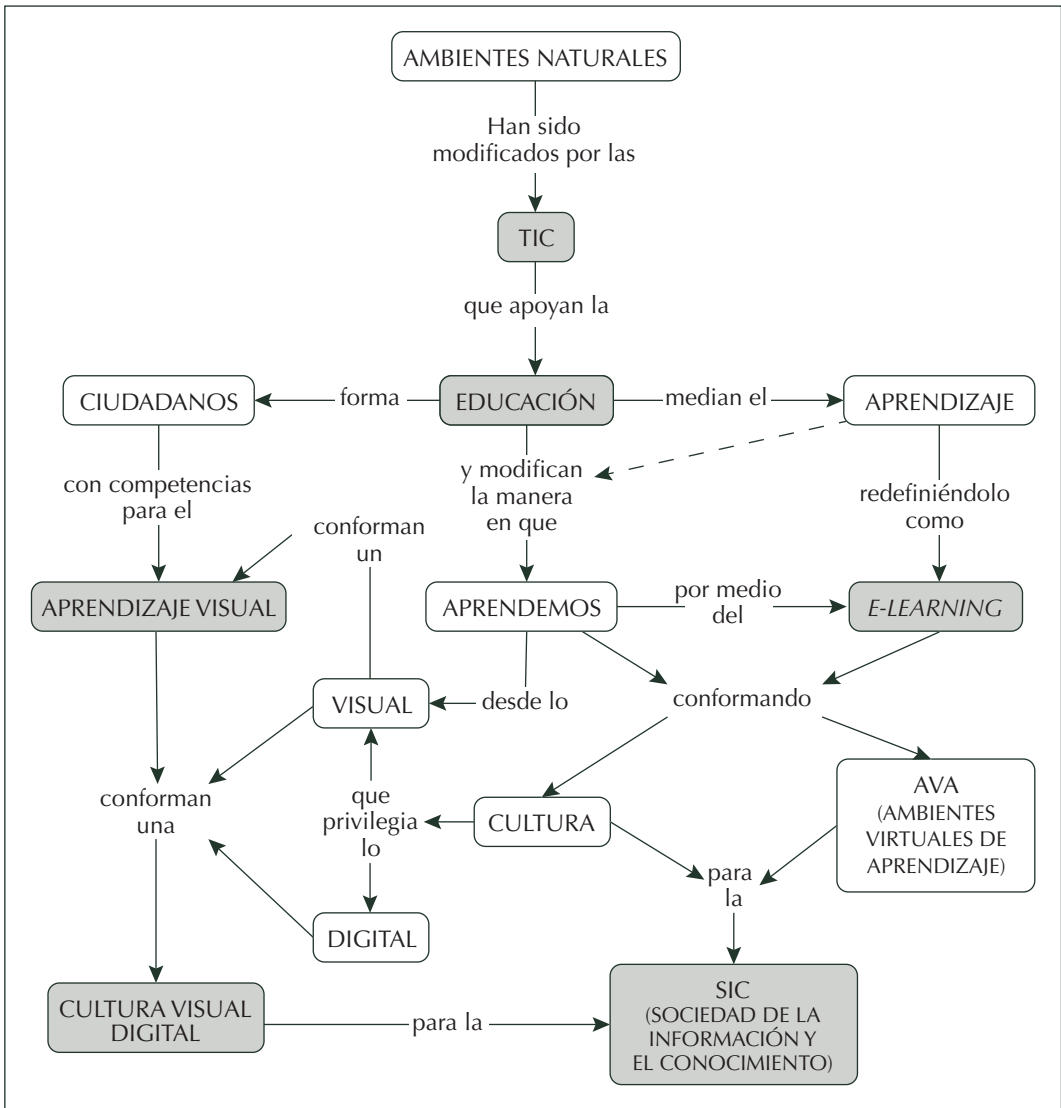 AMBIENTES NATURALES
Han sido
modificados por las
TIC
que apoyan la
CIUDADANOS
forma
EDUCACIÓN
median el
APRENDIZAJE
con competencias
para el
y modifican
la manera
en que
redefiniéndolo
como
conforman
un
APRENDIZAJE VISUAL
APRENDEMOS
por medio
del
E-LEARNING
VISUAL
desde lo
conformando
conforman
una
que
privilegia
lo
CULTURA
AVA
(AMBIENTES
VIRTUALES DE
APRENDIZAJE)
para
la
DIGITAL
CULTURA VISUAL
DIGITAL
para la
SIC
(SOCIEDAD DE LA
INFORMACIÓN Y
EL CONOCIMIENTO)